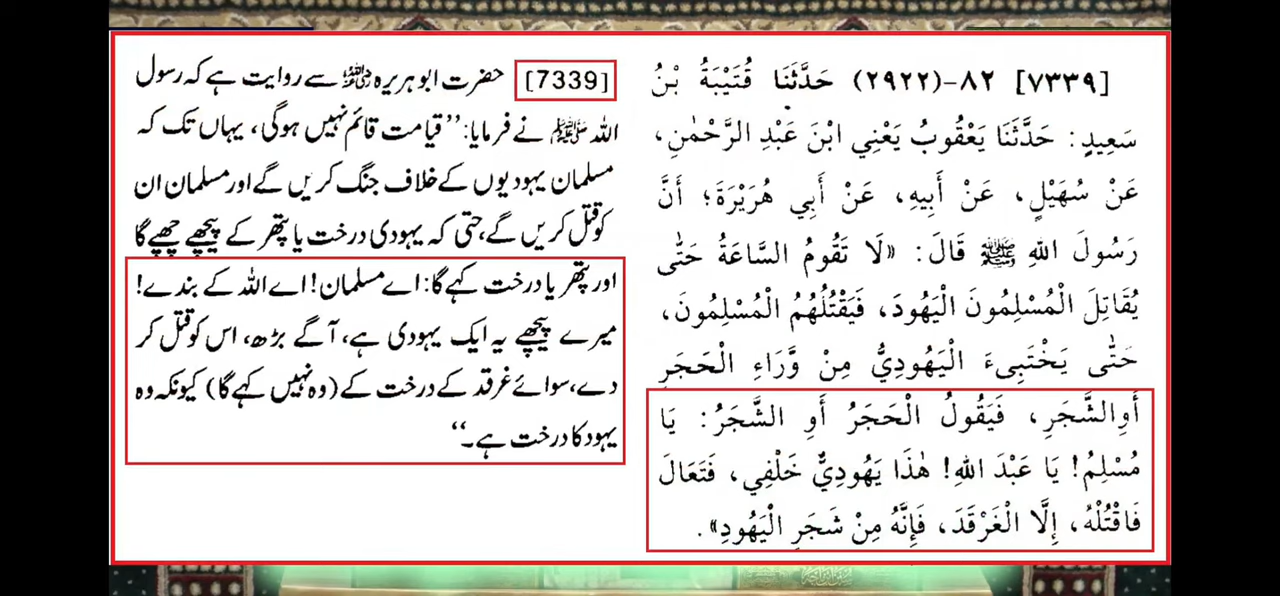 [7339] حضرت ابو ہریرہ رضی اللہ عنہ سے روایت ہے کہ رسول
اللہ ﷺ نے فرمایا: ’’قیامت قائم نہیں ہوگی، یہاں تک کہ
مسلمان یہودیوں کے خلاف جنگ کریں گے اور مسلمان ان
کو قتل کریں گے، حتی کہ یہودی درخت یا پتھر کے پیچھے چھپے گا
اور پتھر یا درخت کہے گا: اے مسلمان! اے اللہ کے بندے!
میرے پیچھے یہ ایک یہودی ہے، آگے بڑھ، اس کو قتل کر
دے، سوائے غرقد کے درخت کے (وہ نہیں کہے گا) کیونکہ وہ
یہود کا درخت ہے۔‘‘
[٧٣٣٩] ٨٢-(٢٩٢٢) حَدَّثَنَا قُتَيْبَةُ بْنُ
سَعِيدٍ: حَدَّثَنَا يَعْقُوبُ يَعْنِي ابْنَ عَبْدِ الرَّحْمٰنِ،
عَنْ سُهَيْلٍ، عَنْ أَبِيهِ، عَنْ أَبِي هُرَيْرَةَ؛ أَنَّ
رَسُولَ اللهِ ﷺ قَالَ: «لَا تَقُومُ السَّاعَةُ حَتّٰى
يُقَاتِلَ الْمُسْلِمُونَ الْيَهُودَ، فَيَقْتُلُهُمُ الْمُسْلِمُونَ،
حَتّٰى يَخْتَبِىءَ الْيَهُودِيُّ مِنْ وَّرَاءِ الْحَجَرِ
أَوِ الشَّجَرِ، فَيَقُولُ الْحَجَرُ أَوِ الشَّجَرُ: يَا
مُسْلِمُ! يَا عَبْدَ اللهِ! هٰذَا يَهُودِيٌّ خَلْفِي، فَتَعَالَ
فَاقْتُلْهُ، إِلَّا الْغَرْقَدَ، فَإِنَّهُ مِنْ شَجَرِ الْيَهُودِ».